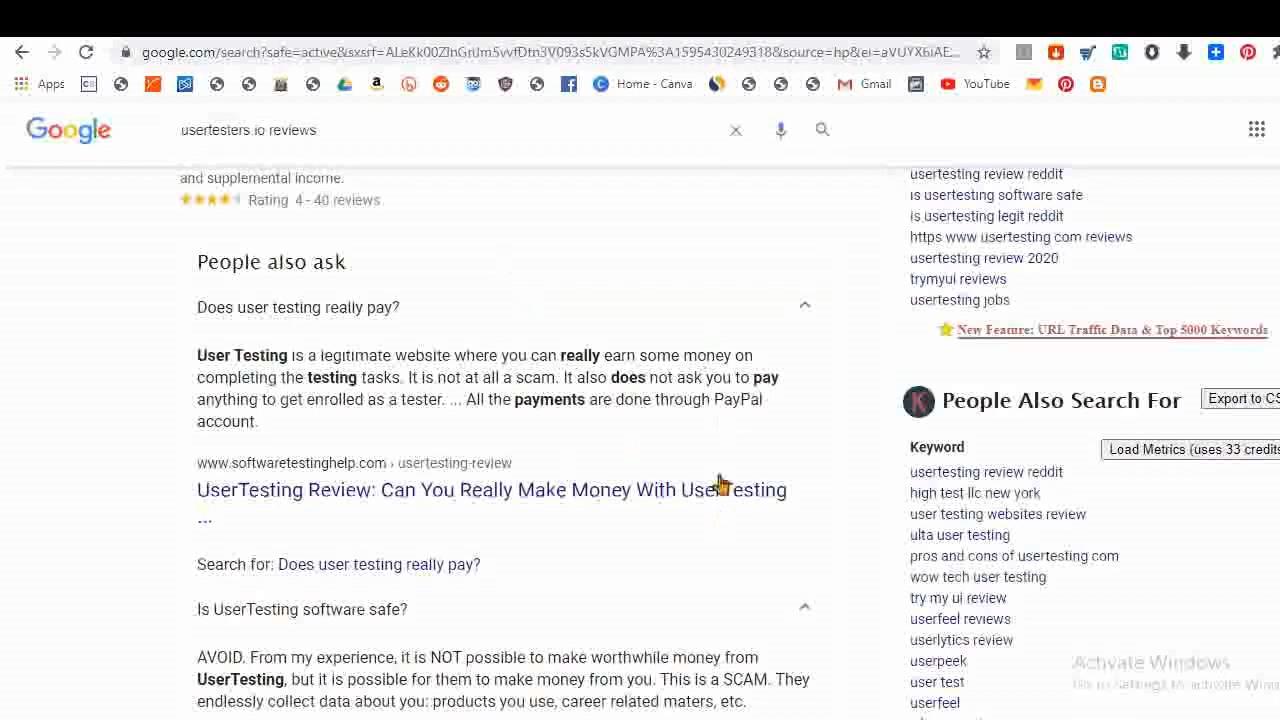 google.com/search?safe=active&sxsrf=
Apps
Home - Canva
Gmail
YouTube
Google
usertesters io reviews
and supplemental income.
Rating 4 - 40 reviews
People also ask
Does user testing really pay?
User Testing is a legitimate website where you can really earn some money on
completing the testing tasks. It is not at all a scam. It also does not ask you to pay
anything to get enrolled as a tester. ... All the payments are done through PayPal
account.
www.softwaretestinghelp.com › usertesting-review
UserTesting Review: Can You Really Make Money With UserTesting
...
Search for: Does user testing really pay?
Is UserTesting software safe?
AVOID. From my experience, it is NOT possible to make worthwhile money from
UserTesting, but it is possible for them to make money from you. This is a SCAM. They
endlessly collect data about you: products you use, career related maters, etc.
usertesting review reddit
is usertesting software safe
is usertesting legit reddit
https www usertesting com reviews
usertesting review 2020
trymyui reviews
usertesting jobs
New Feature: URL Traffic Data & Top 5000 Keywords
K People Also Search For
Export to CS
Keyword
Load Metrics (uses 33 credits
usertesting review reddit
high test llc new york
user testing websites review
ulta user testing
pros and cons of usertesting com
wow tech user testing
try my ui review
userfeel reviews
userlytics review
userpeek
user test
userfeel
Activate Windows
Go to Settings to activate Wind